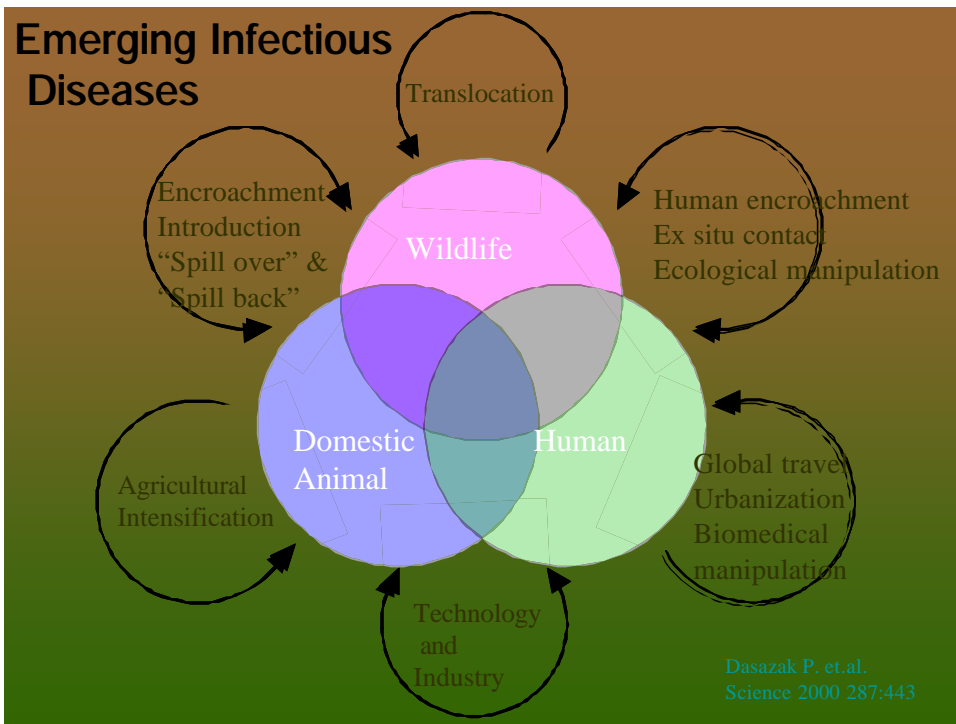 Emerging Infectious
Diseases
Translocation
Encroachment
Introduction
“Spill over” &
“Spill back”
Human encroachment
Ex situ contact
Ecological manipulation
Wildlife
Domestic
Animal
Human
Agricultural
Intensification
Global travel
Urbanization
Biomedical
manipulation
Technology
and
Industry
Dasazak P. et.al.
Science 2000 287:443